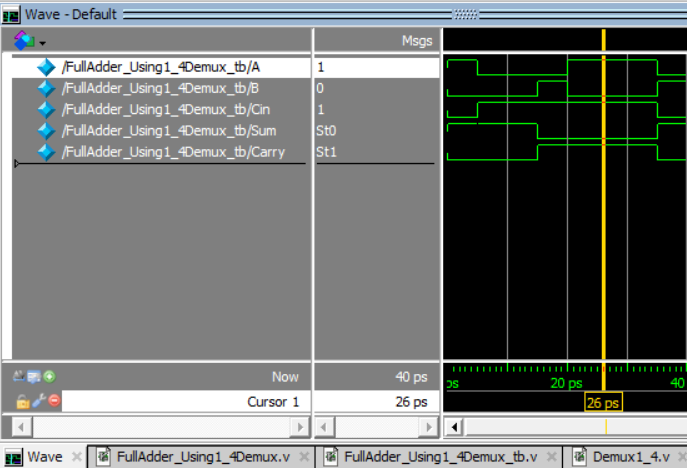 Wave - Default
Msgs
/FullAdder_Using1_4Demux_tb/A 1
/FullAdder_Using1_4Demux_tb/B 0
/FullAdder_Using1_4Demux_tb/Cin 1
/FullAdder_Using1_4Demux_tb/Sum St0
/FullAdder_Using1_4Demux_tb/Carry St1
Now 40 ps ps 20 ps 40
Cursor 1 26 ps 26 ps
Wave FullAdder_Using1_4Demux.v FullAdder_Using1_4Demux_tb.v Demux1_4.v